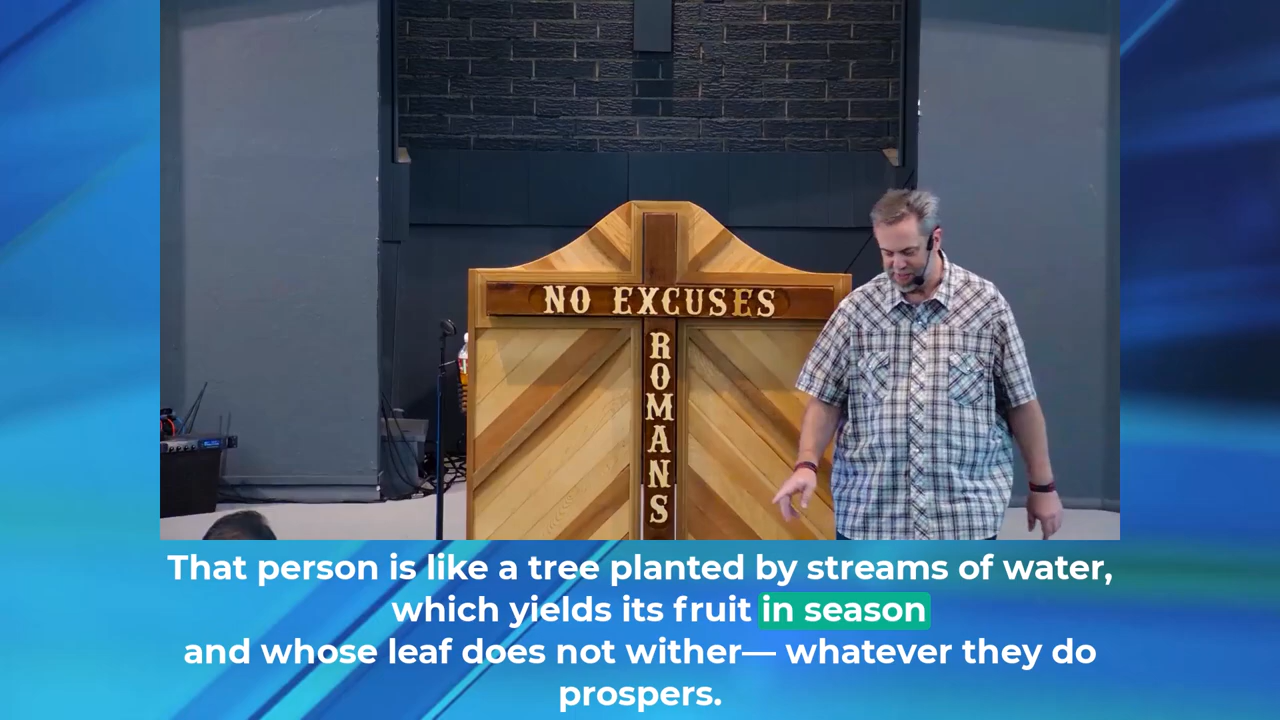 NO EXCUSES
ROMANS
That person is like a tree planted by streams of water,
which yields its fruit in season
and whose leaf does not wither— whatever they do
prospers.